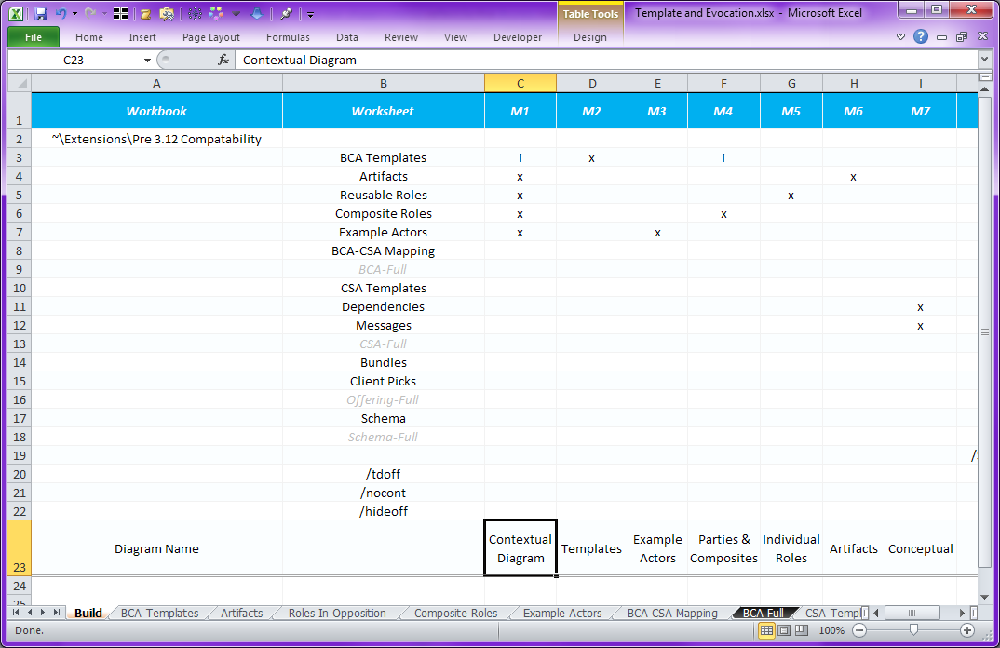 Table Tools Template and Evocation.xlsx - Microsoft Excel
File Home Insert Page Layout Formulas Data Review View Developer Design
C23 fx Contextual Diagram
A B C D E F G H I
1 Workbook Worksheet M1 M2 M3 M4 M5 M6 M7
2 ~\Extensions\Pre 3.12 Compatability
3 BCA Templates i x i
4 Artifacts x x
5 Reusable Roles x x
6 Composite Roles x x
7 Example Actors x x
8 BCA-CSA Mapping
9 BCA-Full
10 CSA Templates
11 Dependencies x
12 Messages x
13 CSA-Full
14 Bundles
15 Client Picks
16 Offering-Full
17 Schema
18 Schema-Full
19 /
20 /tdoff
21 /nocont
22 /hideoff
Contextual Example Parties & Individual
Diagram Name Templates Artifacts Conceptual
23 Diagram Actors Composites Roles
24
25
Build BCA Templates Artifacts Roles In Opposition Composite Roles Example Actors BCA-CSA Mapping BCA-Full CSA Templ
Done. 100%